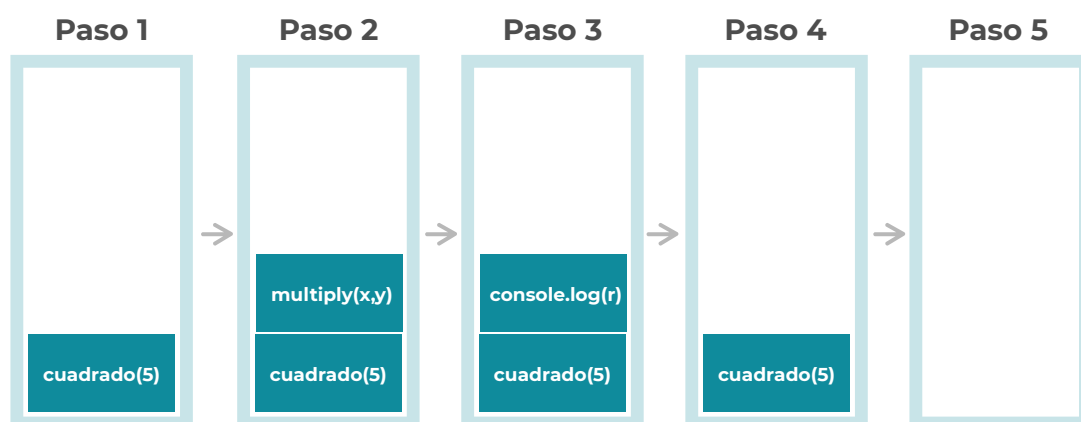 Paso 1
Paso 2
Paso 3
Paso 4
Paso 5
multiply(x,y)
console.log(r)
cuadrado(5)
cuadrado(5)
cuadrado(5)
cuadrado(5)